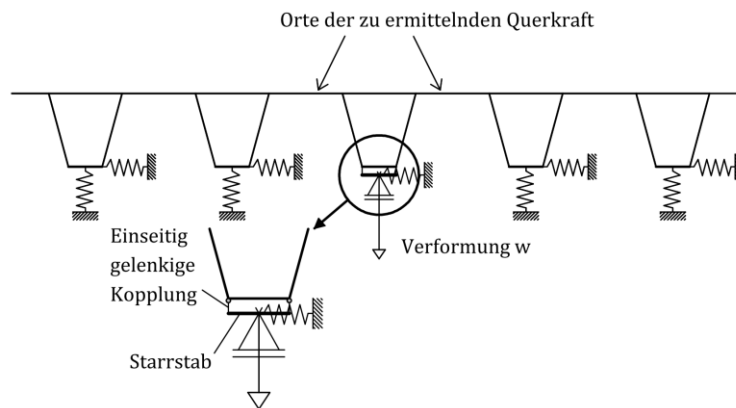 Orte der zu ermittelnden Querkraft
Einseitig
gelenkige
Kopplung
Verformung w
Starrstab